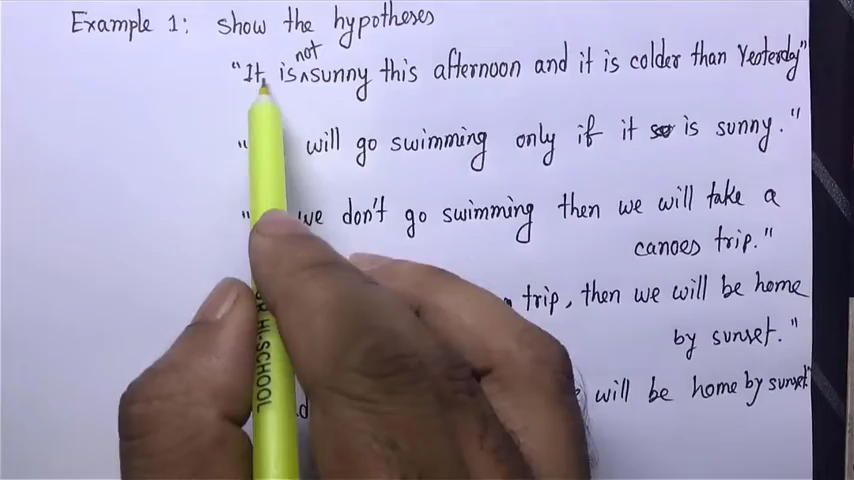 Example 1: Show the hypotheses
"It is not sunny this afternoon and it is colder than Yesterday"
" will go swimming only if it is sunny."
" we don't go swimming then we will take a
canoes trip."
trip, then we will be home
by sunset."
will be home by sunset"
OR HI-SCHOOL